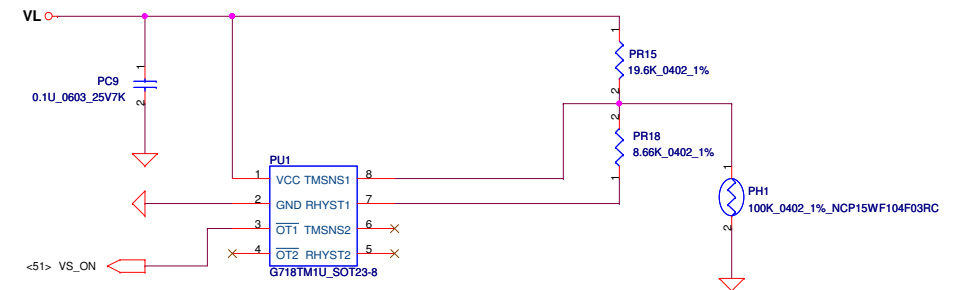 VL
1
PR15
19.6K_0402_1%
2
1
PC9
0.1U_0603_25V7K
2
2
PR18
8.66K_0402_1%
1
PU1
1 VCC TMSNS1 8
2 GND RHYST1 7
3 OT1 TMSNS2 6
4 OT2 RHYST2 5
G718TM1U_SOT23-8
<51> VS_ON
1
PH1
100K_0402_1%_NCP15WF104F03RC
2